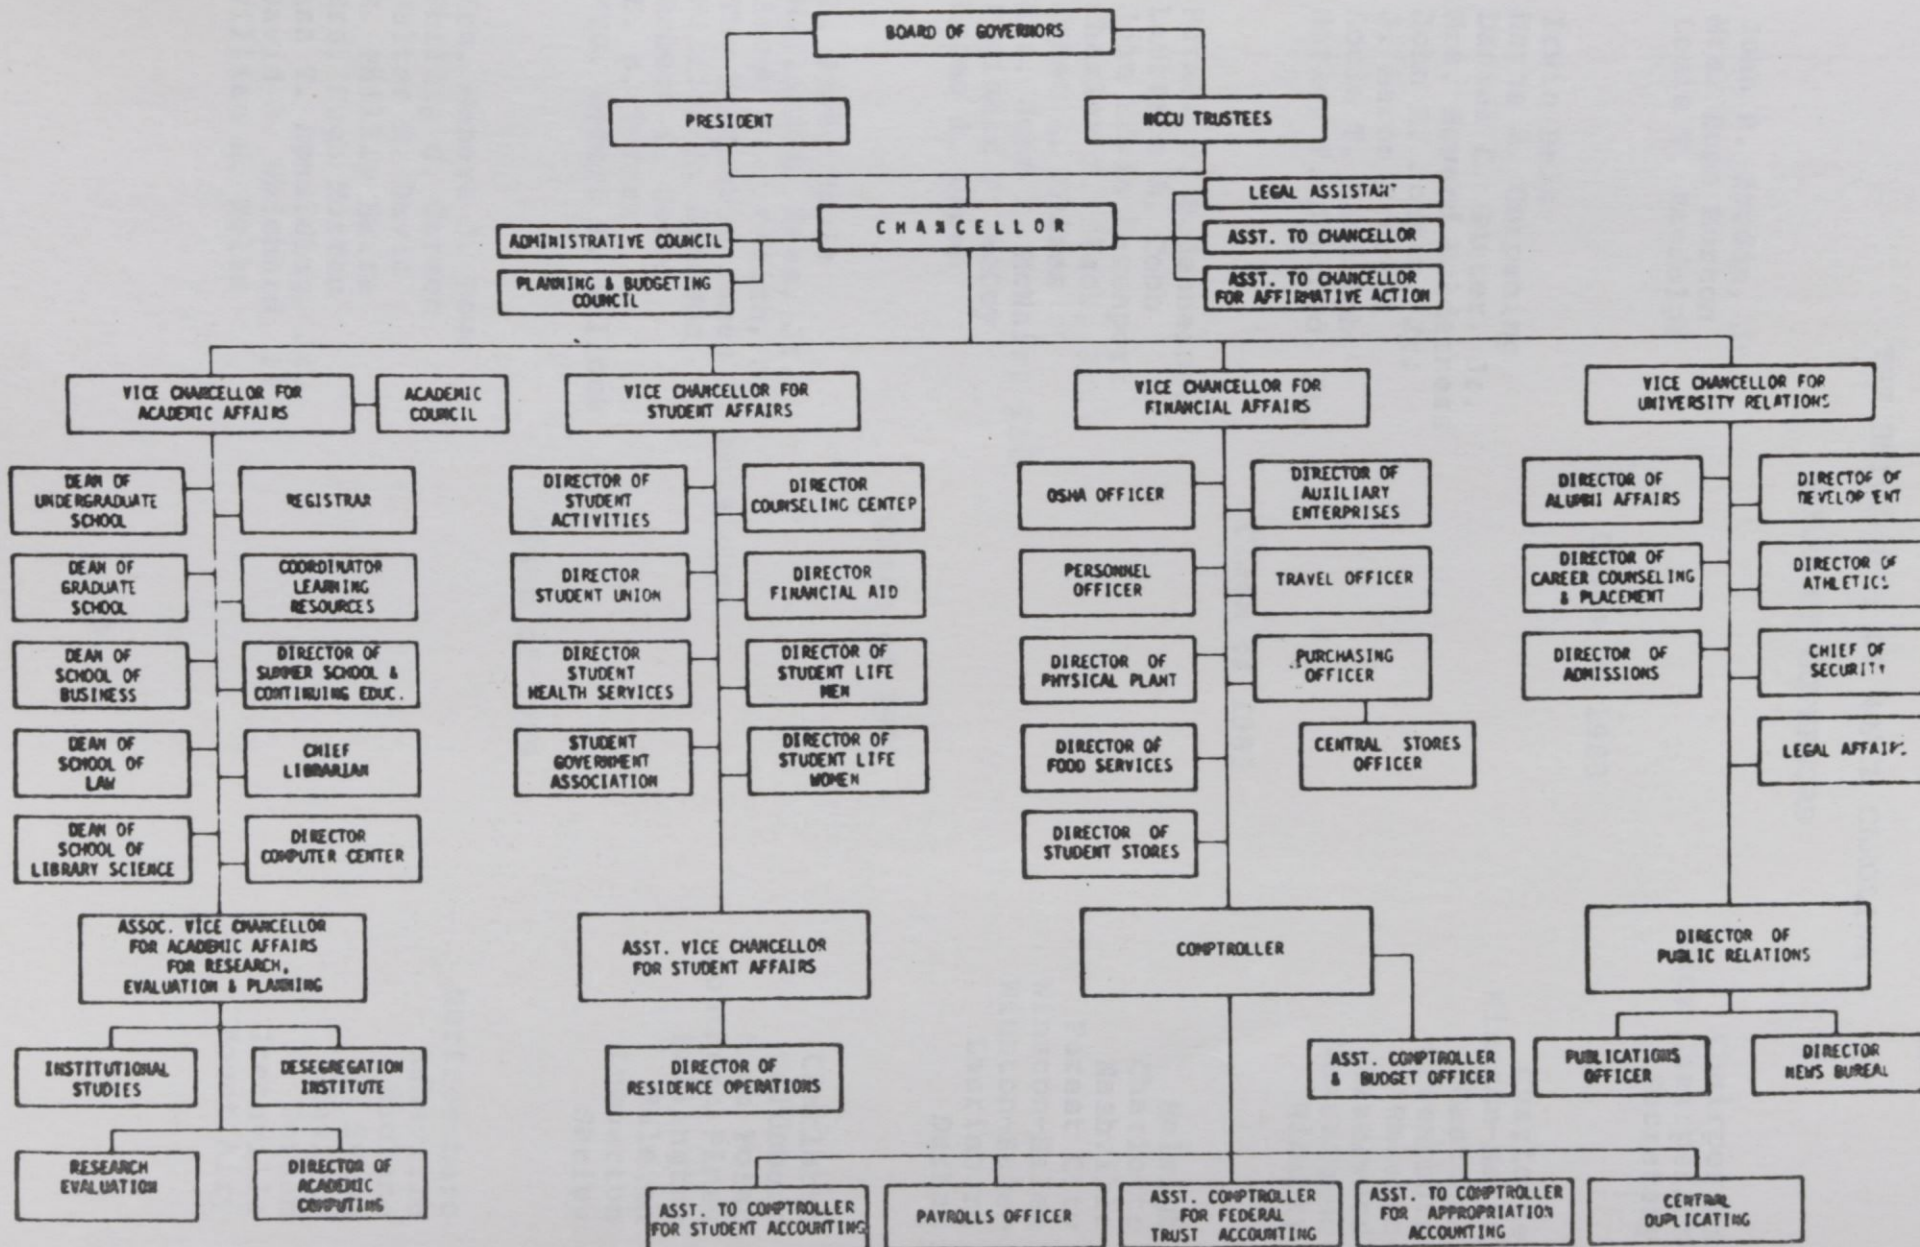 BOARD OF GOVERNORS
PRESIDENT
NCCU TRUSTEES
LEGAL ASSISTANT
CHANCELLOR
ADMINISTRATIVE COUNCIL
ASST. TO CHANCELLOR
PLANNING & BUDGETING
COUNCIL
ASST. TO CHANCELLOR
FOR AFFIRMATIVE ACTION
VICE CHANCELLOR FOR
ACADEMIC AFFAIRS
ACADEMIC
COUNCIL
VICE CHANCELLOR FOR
STUDENT AFFAIRS
VICE CHANCELLOR FOR
FINANCIAL AFFAIRS
VICE CHANCELLOR FOR
UNIVERSITY RELATIONS
DEAN OF
UNDERGRADUATE
SCHOOL
REGISTRAR
DEAN OF
GRADUATE
SCHOOL
COORDINATOR
LEARNING
RESOURCES
DEAN OF
SCHOOL OF
BUSINESS
DIRECTOR OF
SUMMER SCHOOL &
CONTINUING EDUC.
DEAN OF
SCHOOL OF
LAW
CHIEF
LIBRARIAN
DEAN OF
SCHOOL OF
LIBRARY SCIENCE
DIRECTOR
COMPUTER CENTER
ASSOC. VICE CHANCELLOR
FOR ACADEMIC AFFAIRS
FOR RESEARCH,
EVALUATION & PLANNING
INSTITUTIONAL
STUDIES
DESEGREGATION
INSTITUTE
RESEARCH
EVALUATION
DIRECTOR OF
ACADEMIC
COMPUTING
DIRECTOR OF
STUDENT
ACTIVITIES
DIRECTOR
COUNSELING CENTER
DIRECTOR
STUDENT UNION
DIRECTOR
FINANCIAL AID
DIRECTOR
STUDENT
HEALTH SERVICES
DIRECTOR OF
STUDENT LIFE
MEN
STUDENT
GOVERNMENT
ASSOCIATION
DIRECTOR OF
STUDENT LIFE
WOMEN
ASST. VICE CHANCELLOR
FOR STUDENT AFFAIRS
DIRECTOR OF
RESIDENCE OPERATIONS
OSHA OFFICER
DIRECTOR OF
AUXILIARY
ENTERPRISES
PERSONNEL
OFFICER
TRAVEL OFFICER
DIRECTOR OF
PHYSICAL PLANT
PURCHASING
OFFICER
DIRECTOR OF
FOOD SERVICES
CENTRAL STORES
OFFICER
DIRECTOR OF
STUDENT STORES
COMPTROLLER
ASST. COMPTROLLER
& BUDGET OFFICER
ASST. TO COMPTROLLER
FOR STUDENT ACCOUNTING
PAYROLLS OFFICER
ASST. COMPTROLLER
FOR FEDERAL
TRUST ACCOUNTING
ASST. TO COMPTROLLER
FOR APPROPRIATION
ACCOUNTING
CENTRAL
DUPLICATING
DIRECTOR OF
ALUMNI AFFAIRS
DIRECTOR OF
DEVELOPMENT
DIRECTOR OF
CAREER COUNSELING
& PLACEMENT
DIRECTOR OF
ATHLETICS
DIRECTOR OF
ADMISSIONS
CHIEF OF
SECURITY
LEGAL AFFAIRS
DIRECTOR OF
PUBLIC RELATIONS
PUBLICATIONS
OFFICER
DIRECTOR
NEWS BUREAU